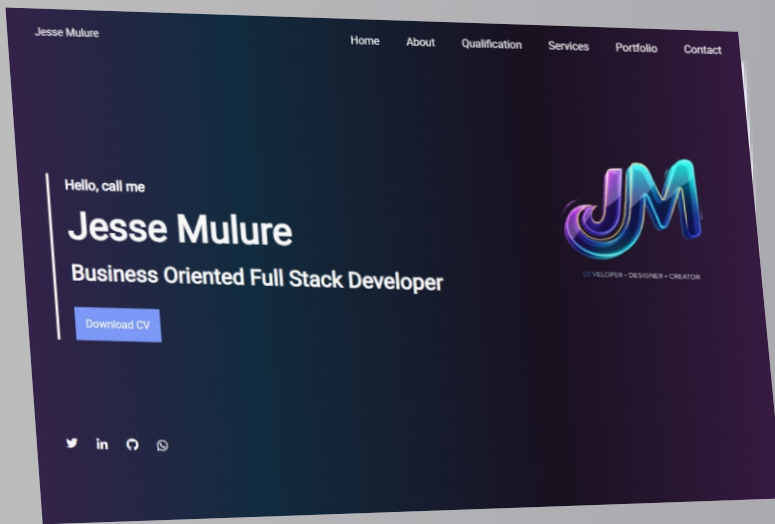 Jesse Mulure
Home About Qualification Services Portfolio Contact
Hello, call me
Jesse Mulure
Business Oriented Full Stack Developer
Download CV
JM
DEVELOPER • DESIGNER • CREATOR